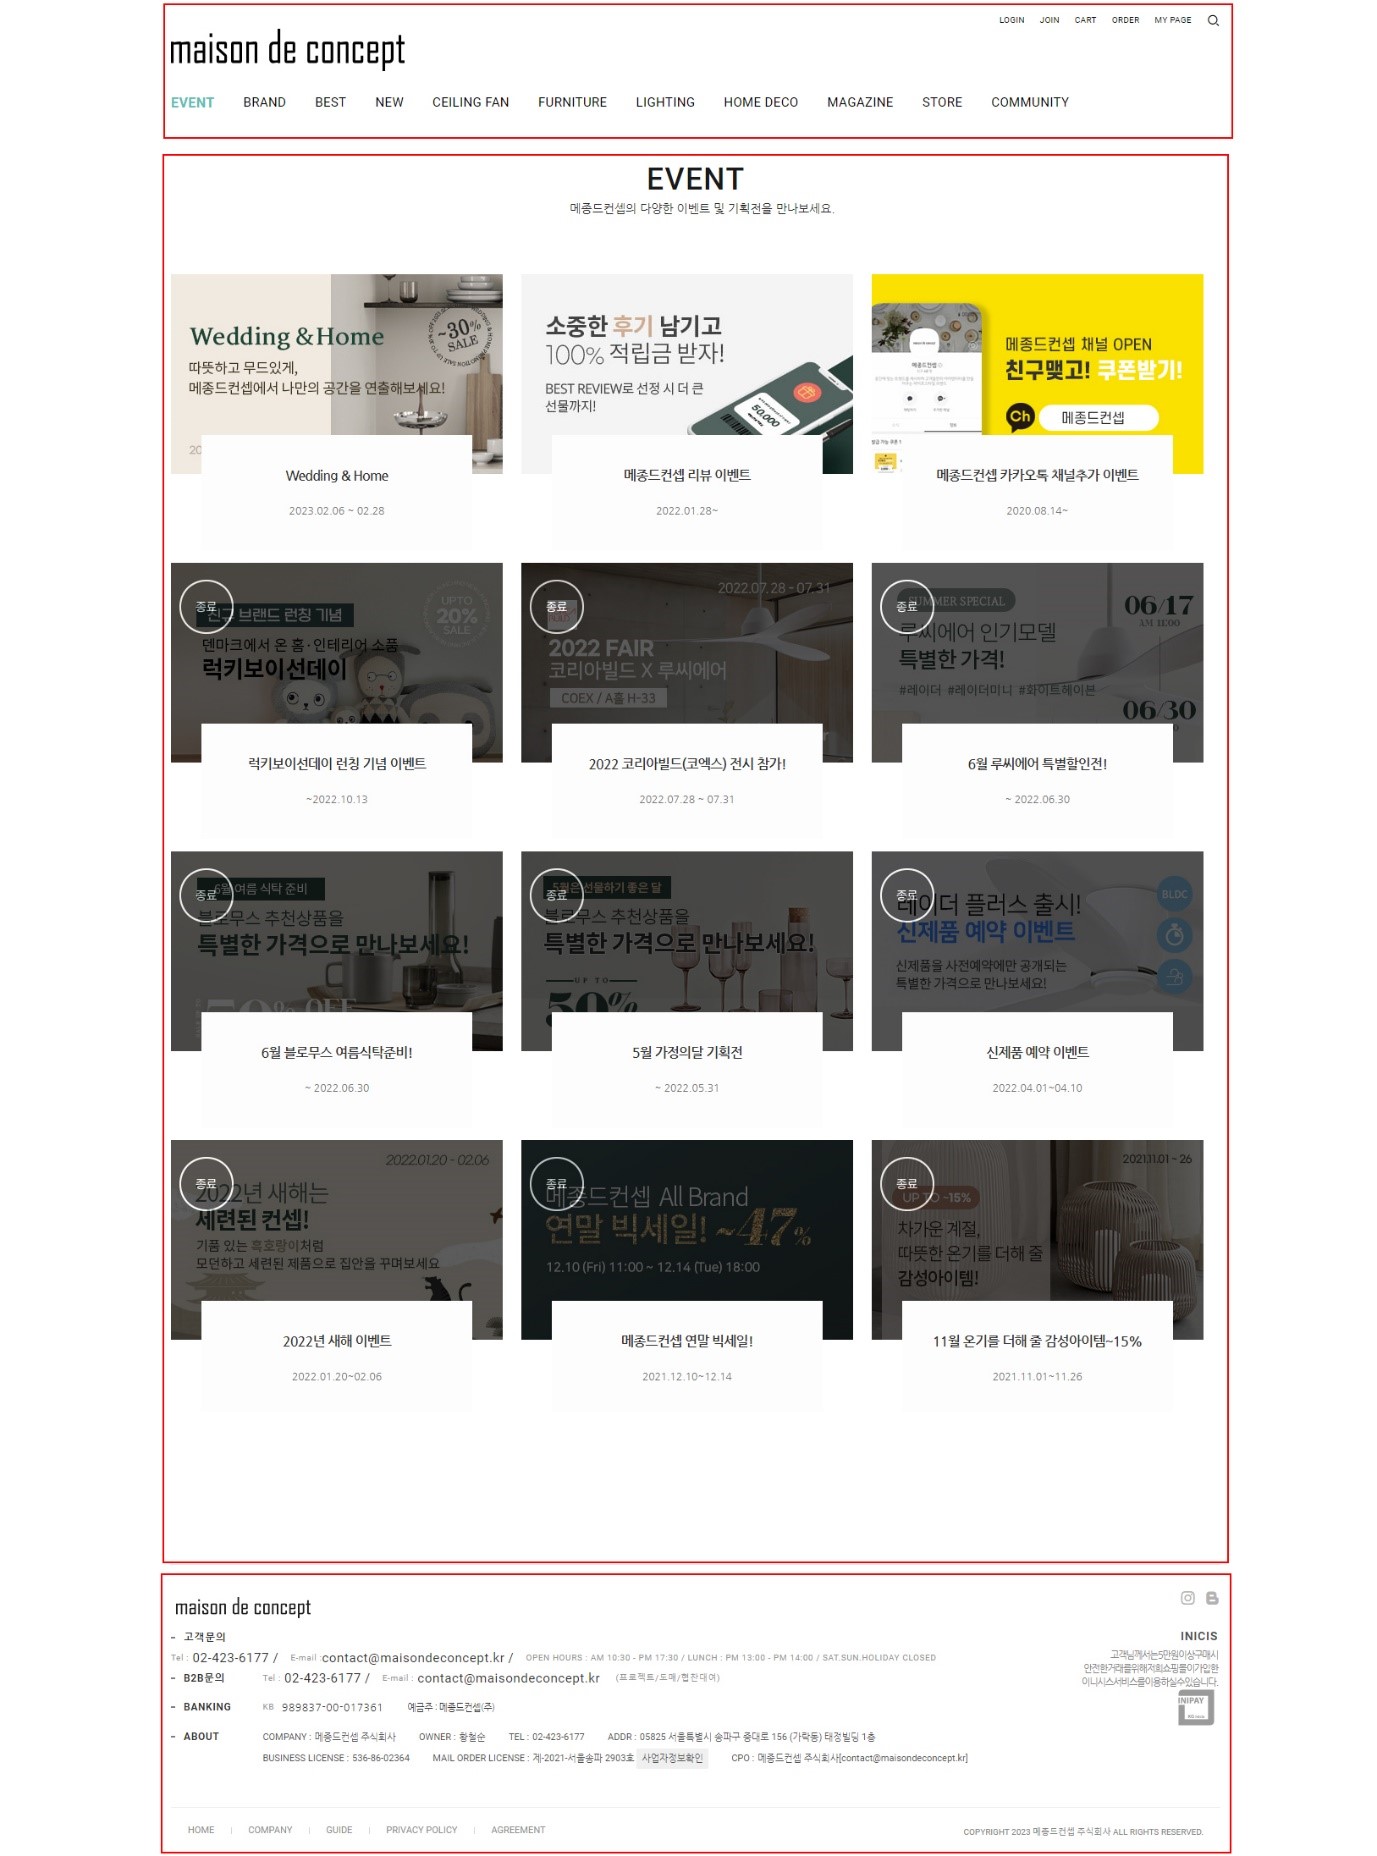 LOGIN JOIN CART ORDER MY PAGE
maison de concept
EVENT BRAND BEST NEW CEILING FAN FURNITURE LIGHTING HOME DECO MAGAZINE STORE COMMUNITY
EVENT
메종드컨셉의 다양한 이벤트 및 기획전을 만나보세요.
Wedding & Home
~30% SALE
따뜻하고 무드있게,
메종드컨셉에서 나만의 공간을 연출해보세요!
20
Wedding & Home
2023.02.06 ~ 02.28
소중한 후기 남기고
100% 적립금 받자!
BEST REVIEW로 선정 시 더 큰
선물까지!
50,000
메종드컨셉 리뷰 이벤트
2022.01.28~
메종드컨셉 채널 OPEN
친구맺고! 쿠폰받기!
Ch 메종드컨셉
메종드컨셉
메종드컨셉 카카오톡 채널추가 이벤트
2020.08.14~
종료
신규 브랜드 런칭 기념
UPTO
20%
SALE
덴마크에서 온 홈·인테리어 소품
럭키보이선데이
럭키보이선데이 런칭 기념 이벤트
~2022.10.13
종료
2022.07.28 - 07.31
2022 FAIR
코리아빌드 X 루씨에어
COEX / A홀 H-33
2022 코리아빌드(코엑스) 전시 참가!
2022.07.28 ~ 07.31
종료
SUMMER SPECIAL
루씨에어 인기모델
특별한 가격!
#레이더 #레이더미니 #화이트헤이븐
06/17
AM 11:00
06/30
6월 루씨에어 특별할인전!
~ 2022.06.30
종료
6월 여름 식탁 준비
블로무스 추천상품을
특별한 가격으로 만나보세요!
50% OFF
6월 블로무스 여름식탁준비!
~ 2022.06.30
종료
5월은 선물하기 좋은 달
블로무스 추천상품을
특별한 가격으로 만나보세요!
UP TO
50%
5월 가정의달 기획전
~ 2022.05.31
종료
레이더 플러스 출시!
신제품 예약 이벤트
신제품을 사전예약에만 공개되는
특별한 가격으로 만나보세요!
BLDC
신제품 예약 이벤트
2022.04.01~04.10
종료
2022.01.20 - 02.06
2022년 새해는
세련된 컨셉!
기품 있는 흑호랑이처럼
모던하고 세련된 제품으로 집안을 꾸며보세요
2022년 새해 이벤트
2022.01.20~02.06
종료
메종드컨셉 All Brand
연말 빅세일! ~47%
12.10 (Fri) 11:00 ~ 12.14 (Tue) 18:00
메종드컨셉 연말 빅세일!
2021.12.10~12.14
종료
2021.11.01 - 26
UP TO ~15%
차가운 계절,
따뜻한 온기를 더해 줄
감성아이템!
11월 온기를 더해 줄 감성아이템~15%
2021.11.01~11.26
maison de concept
- 고객문의
Tel : 02-423-6177 / E-mail :contact@maisondeconcept.kr / OPEN HOURS : AM 10:30 - PM 17:30 / LUNCH : PM 13:00 - PM 14:00 / SAT.SUN.HOLIDAY CLOSED
- B2B문의 Tel : 02-423-6177 / E-mail : contact@maisondeconcept.kr (프로젝트/도매/협찬대여)
- BANKING KB 989837-00-017361 예금주 : 메종드컨셉(주)
- ABOUT COMPANY : 메종드컨셉 주식회사 OWNER : 황철순 TEL : 02-423-6177 ADDR : 05825 서울특별시 송파구 중대로 156 (가락동) 태정빌딩 1층
BUSINESS LICENSE : 536-86-02364 MAIL ORDER LICENSE : 제-2021-서울송파 2903호 사업자정보확인 CPO : 메종드컨셉 주식회사[contact@maisondeconcept.kr]
INICIS
고객님께서는5만원이상구매시
안전한거래를위해저희쇼핑몰이가입한
이니시스서비스를이용하실수있습니다.
INIPAY
HOME | COMPANY | GUIDE | PRIVACY POLICY | AGREEMENT
COPYRIGHT 2023 메종드컨셉 주식회사 ALL RIGHTS RESERVED.